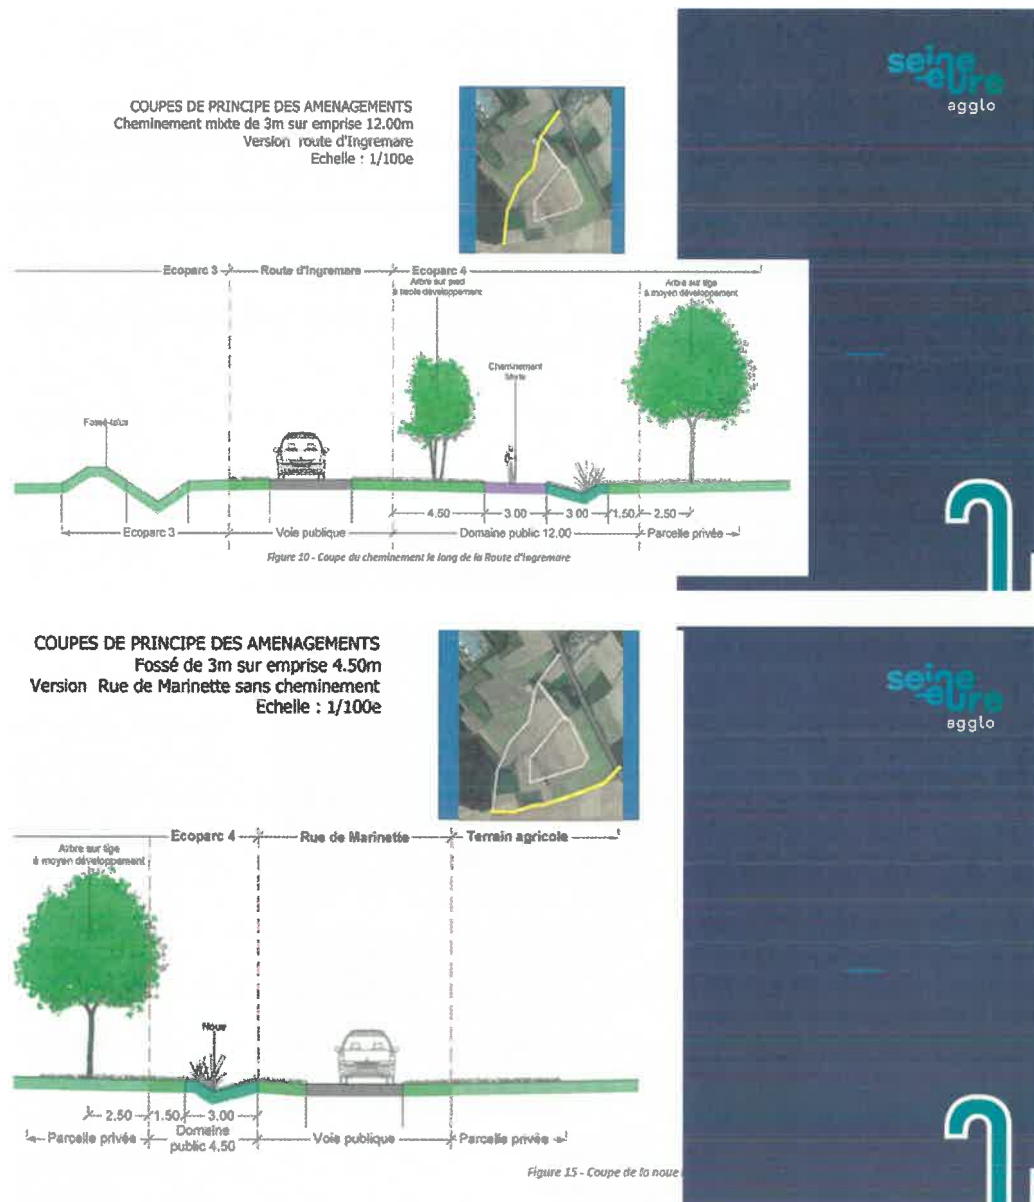 seine
-eure
agglo
COUPES DE PRINCIPE DES AMENAGEMENTS
Cheminement mixte de 3m sur emprise 12.00m
Version route d'Ingremare
Echelle : 1/100e
Ecoparc 3 Route d'Ingremare Ecoparc 4
Arbre sur pied
à faible développement
Arbre sur tige
à moyen développement
Cheminement
Mixte
Fossé-talus
4.50 3.00 3.00 1.50 2.50
Ecoparc 3 Voie publique Domaine public 12.00 Parcelle privée
Figure 10 - Coupe du cheminement le long de la Route d'Ingremare
COUPES DE PRINCIPE DES AMENAGEMENTS
Fossé de 3m sur emprise 4.50m
Version Rue de Marinette sans cheminement
Echelle : 1/100e
seine
-eure
agglo
Ecoparc 4 Rue de Marinette Terrain agricole
Arbre sur tige
à moyen développement
Noue
2.50 1.50 3.00
Parcelle privée Domaine public 4.50 Voie publique Parcelle privée
Figure 15 - Coupe de la noue